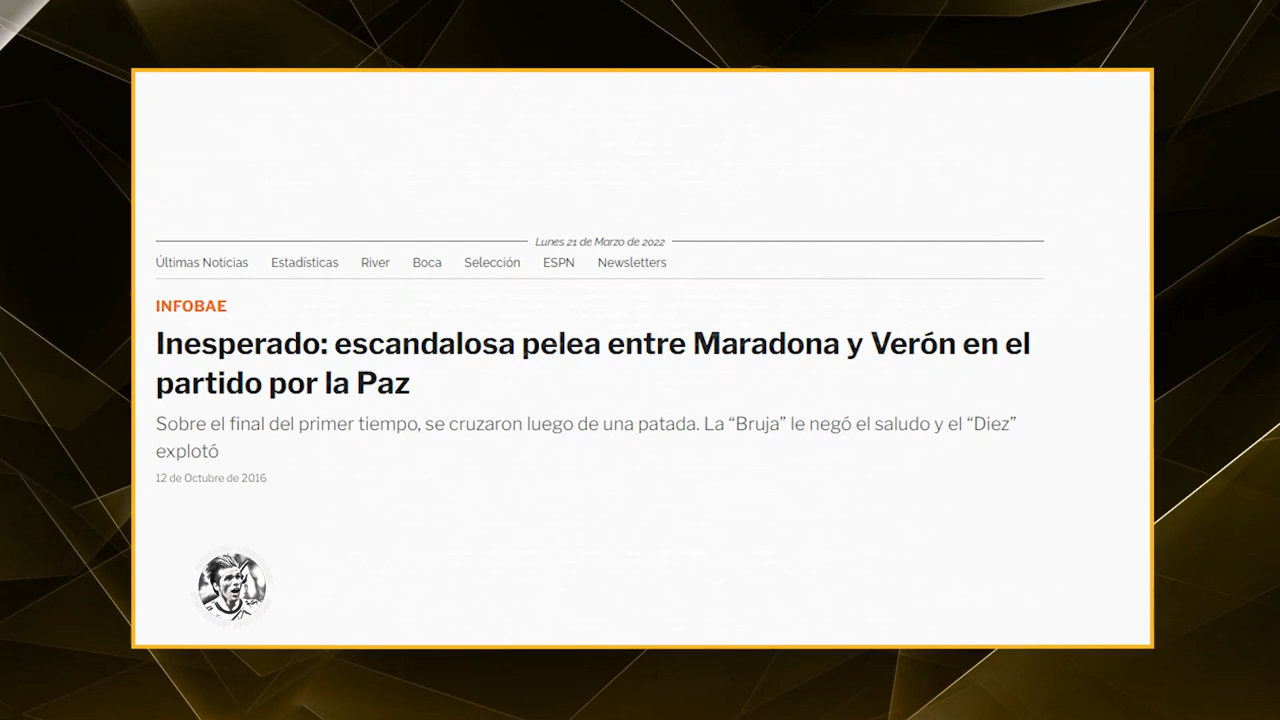 Lunes 21 de Marzo de 2022
Últimas Noticias Estadísticas River Boca Selección ESPN Newsletters
INFOBAE
Inesperado: escandalosa pelea entre Maradona y Verón en el
partido por la Paz
Sobre el final del primer tiempo, se cruzaron luego de una patada. La “Bruja” le negó el saludo y el “Diez”
explotó
12 de Octubre de 2016